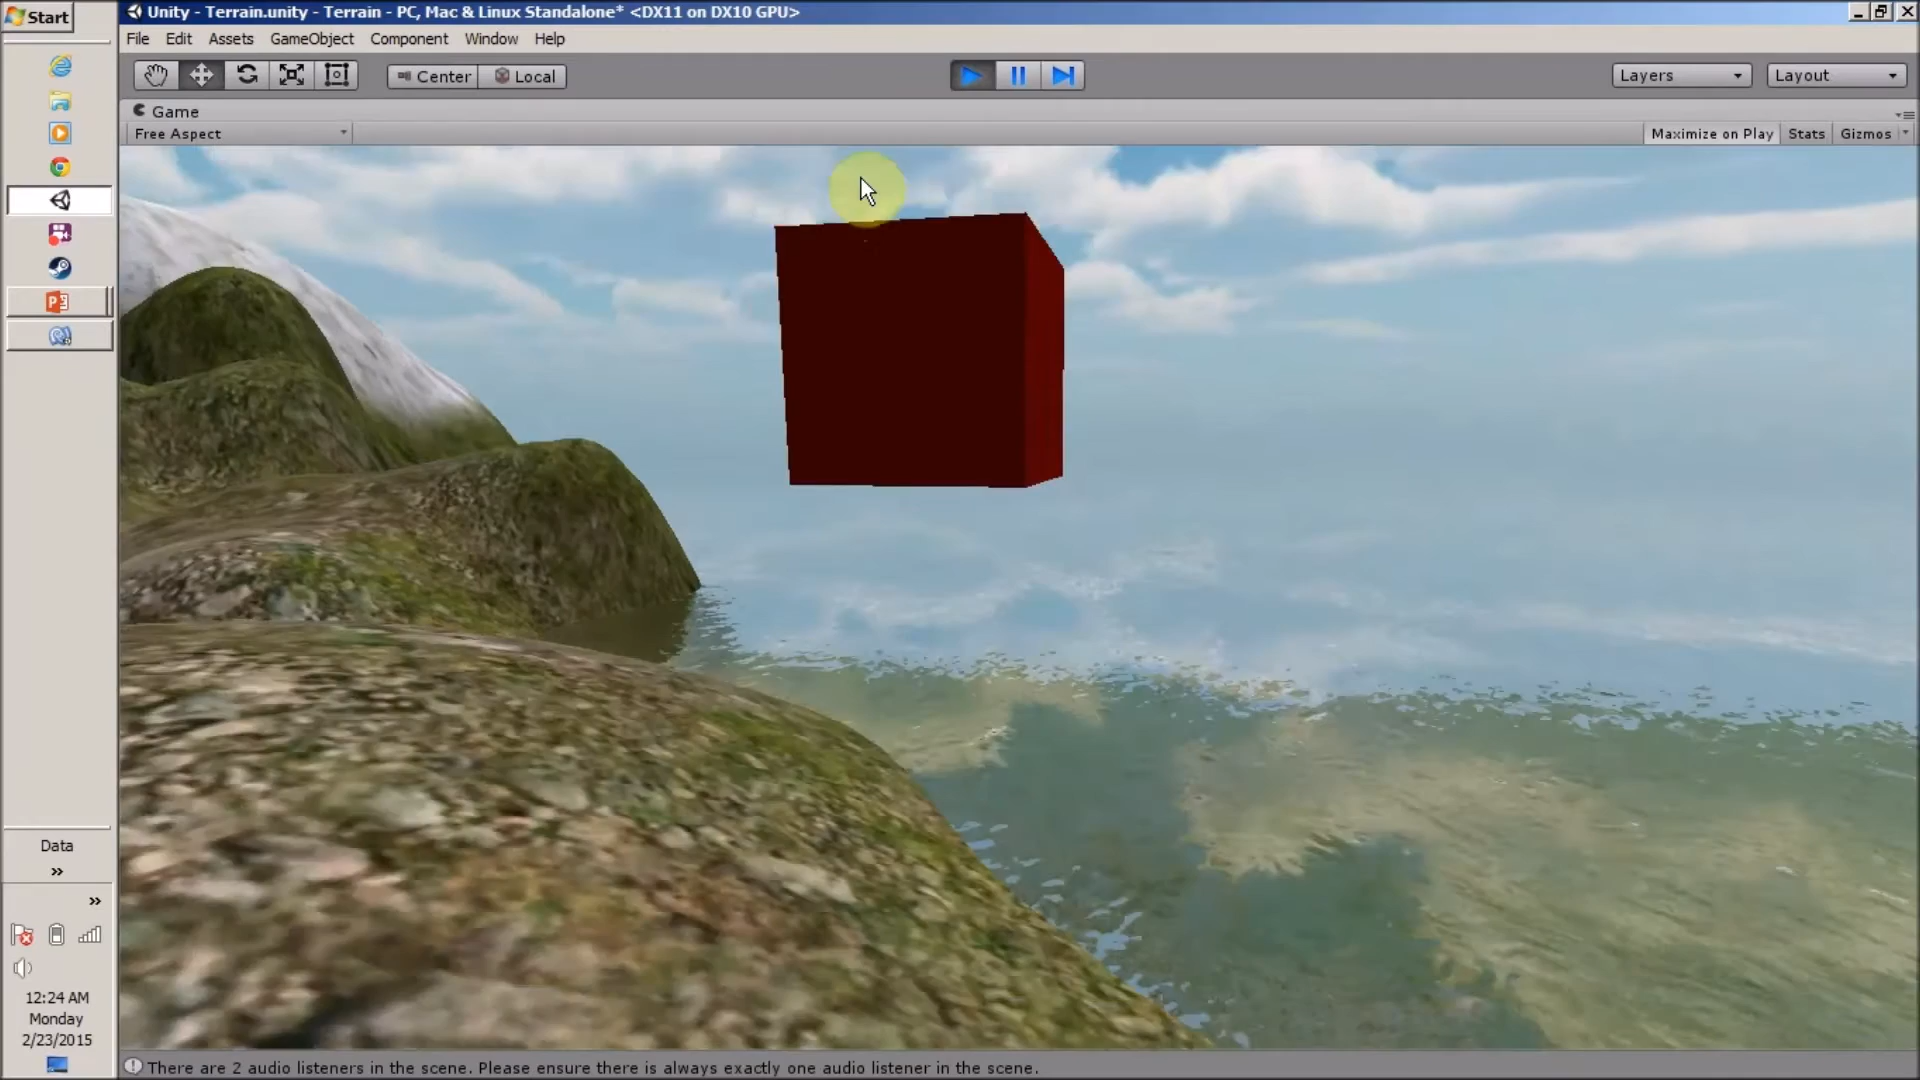 Start
Unity - Terrain.unity - Terrain - PC, Mac & Linux Standalone* <DX11 on DX10 GPU>
File Edit Assets GameObject Component Window Help
Center Local Layers Layout
Game
Free Aspect Maximize on Play Stats Gizmos
Data
»
»
12:24 AM
Monday
2/23/2015
There are 2 audio listeners in the scene. Please ensure there is always exactly one audio listener in the scene.